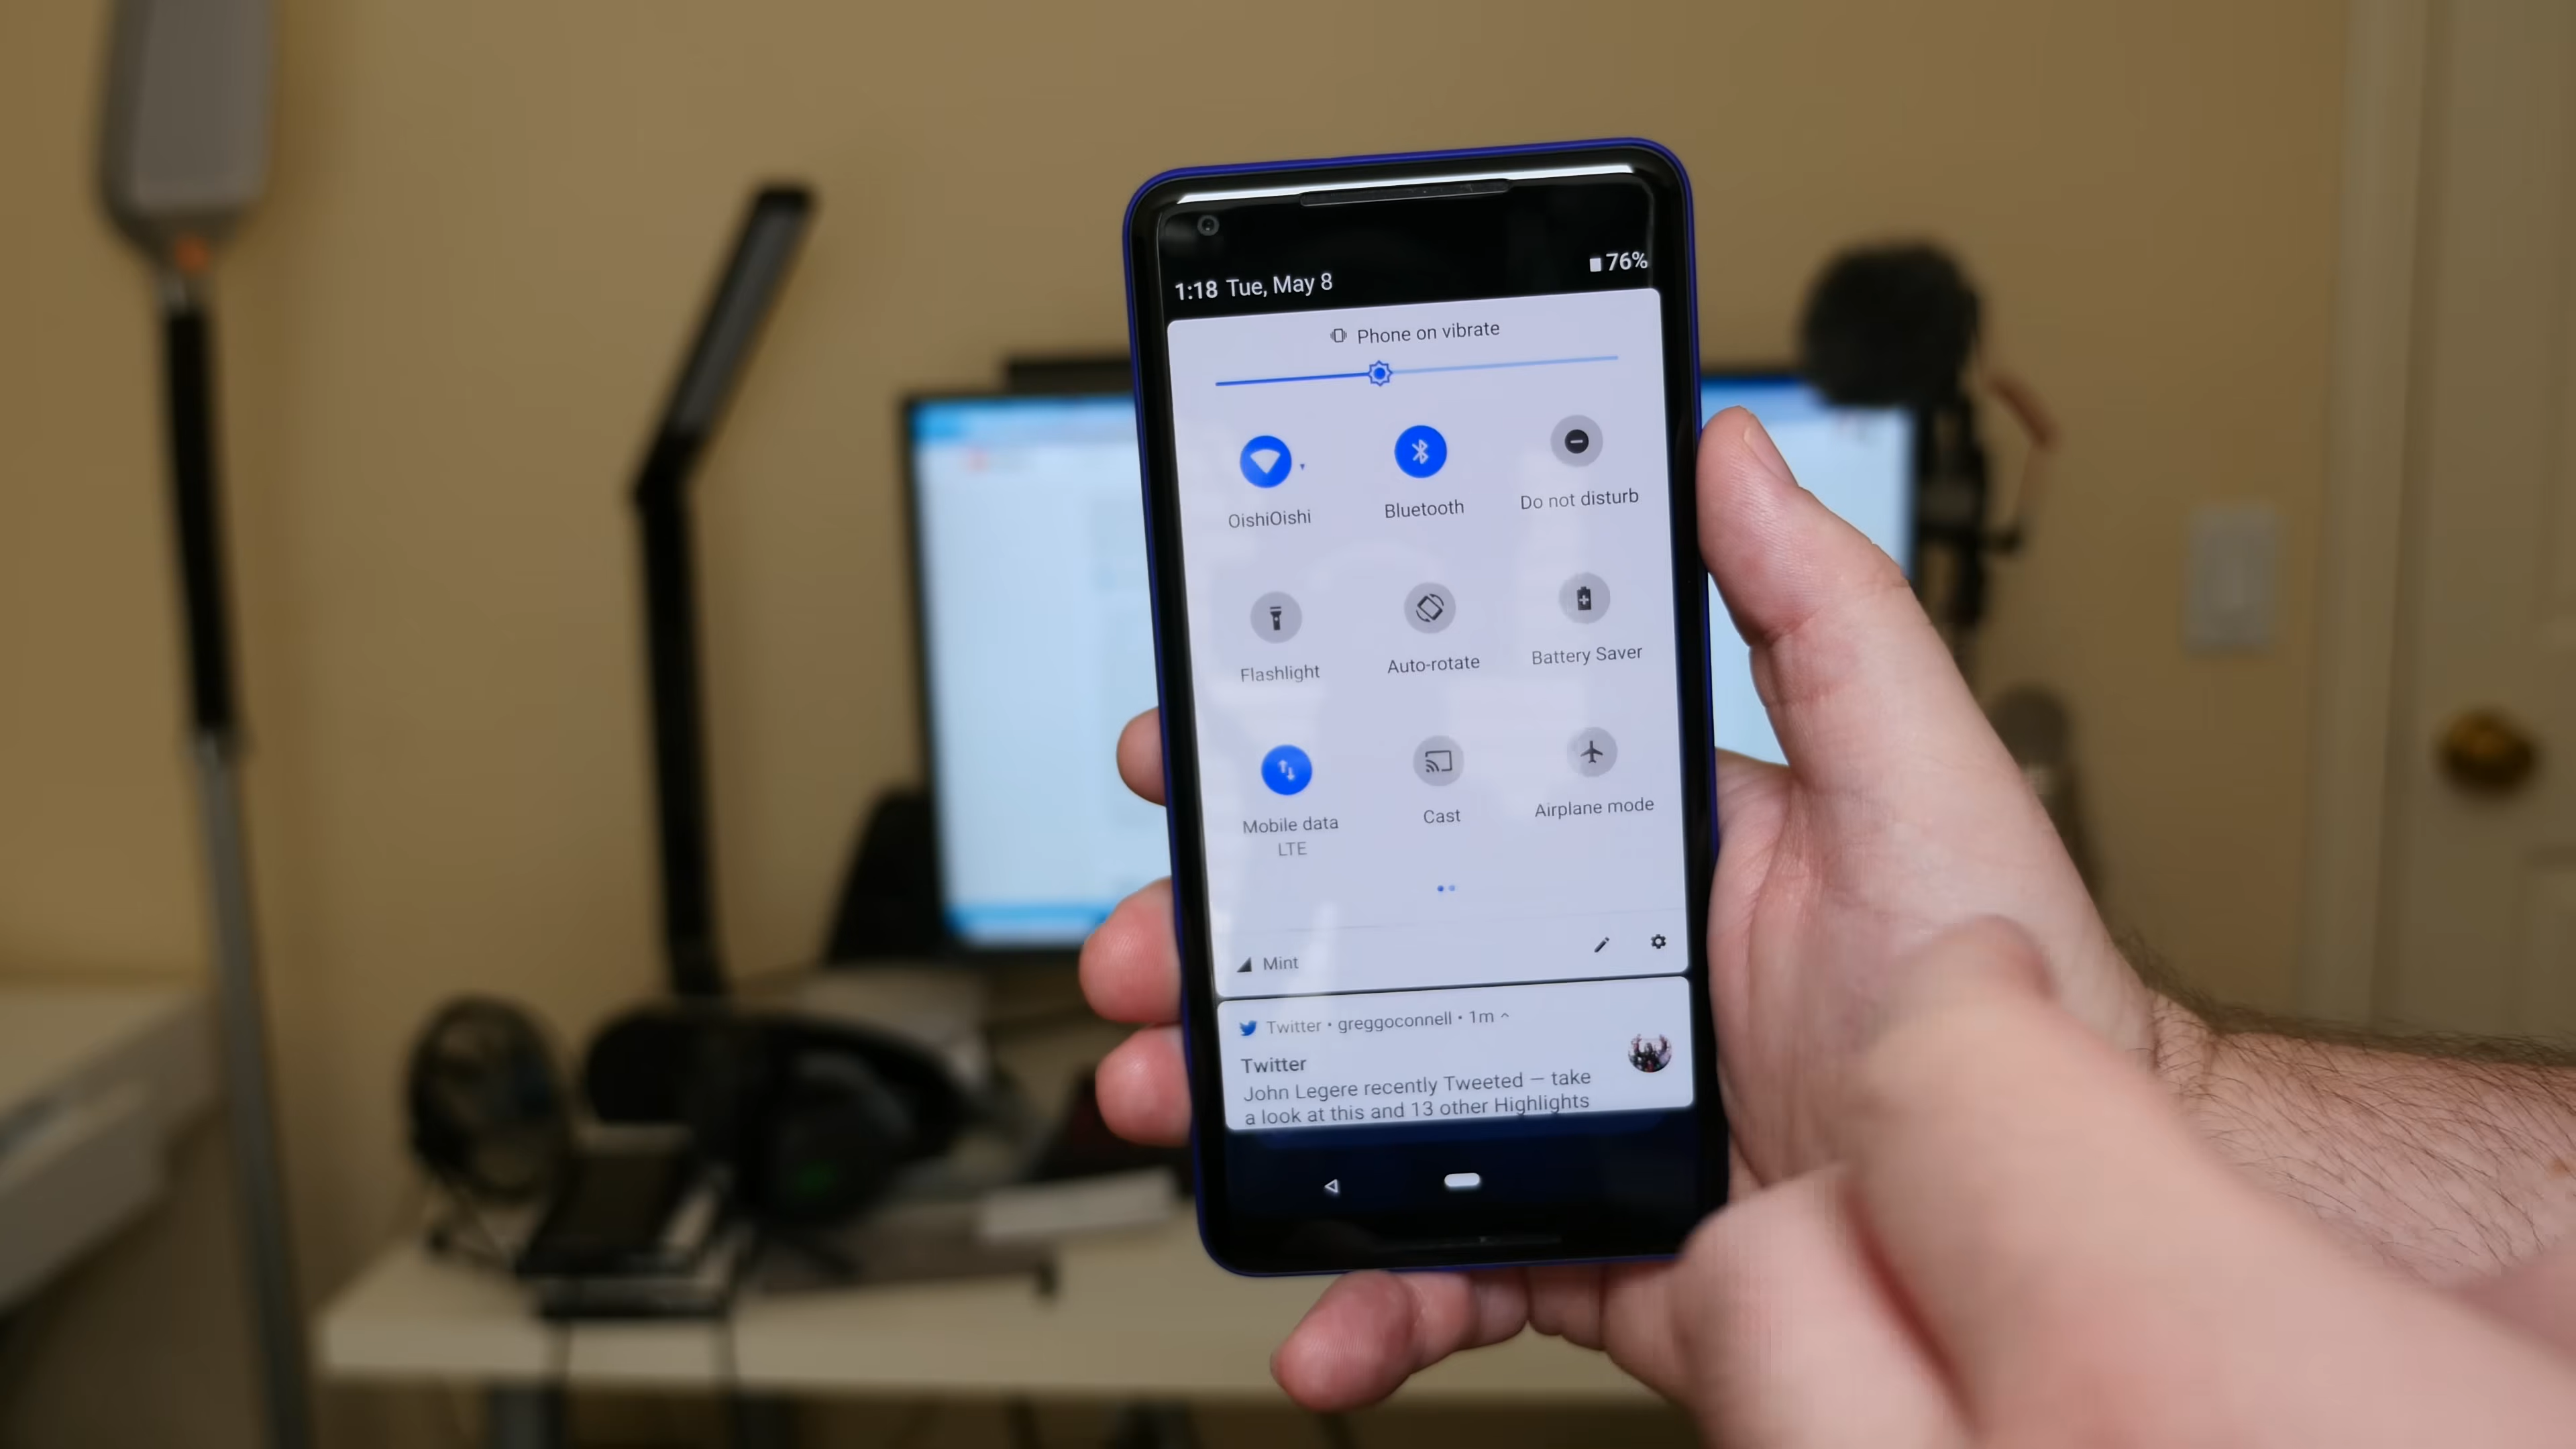 1:18 Tue, May 8 76%
Phone on vibrate
OishiOishi Bluetooth Do not disturb
Flashlight Auto-rotate Battery Saver
Mobile data Cast Airplane mode
LTE
Mint
Twitter • greggoconnell • 1m
Twitter
John Legere recently Tweeted – take
a look at this and 13 other Highlights